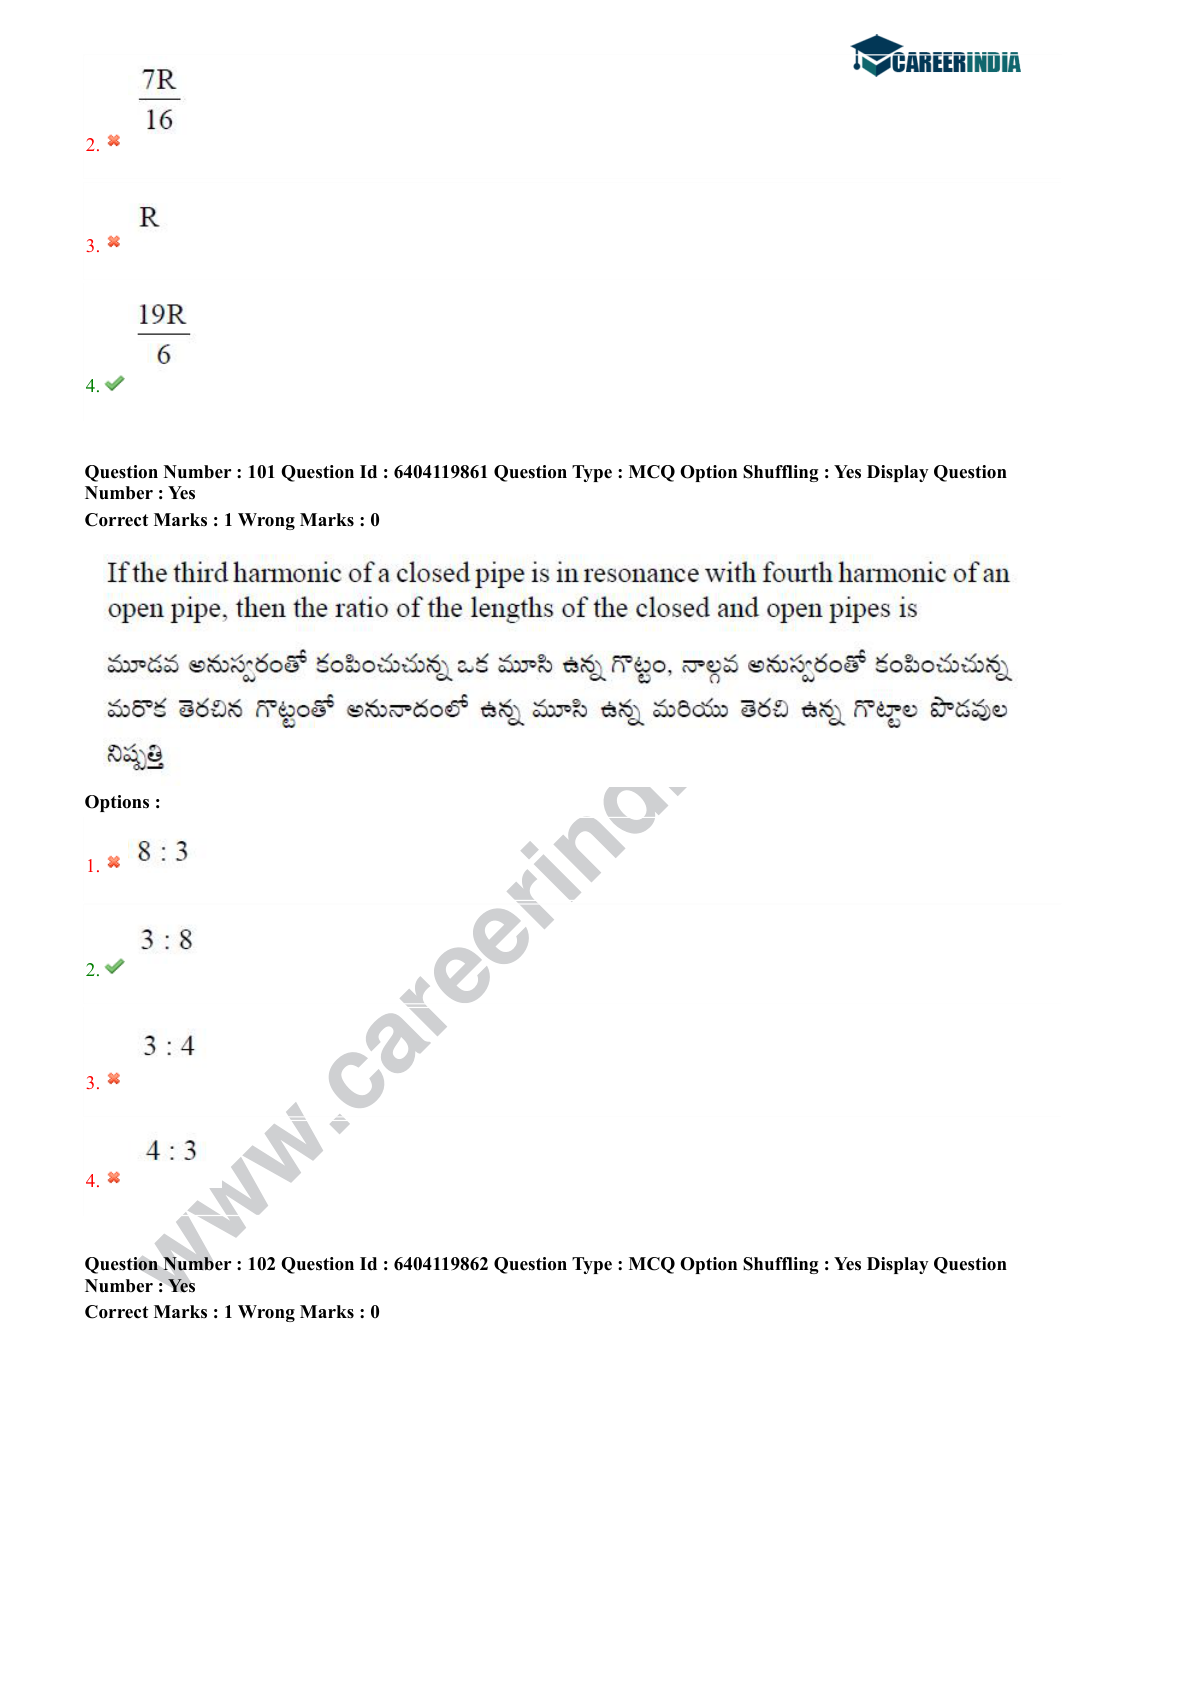 CAREERINDIA
7R
16
2.
R
3.
19R
6
4.
Question Number : 101 Question Id : 6404119861 Question Type : MCQ Option Shuffling : Yes Display Question
Number : Yes
Correct Marks : 1 Wrong Marks : 0
If the third harmonic of a closed pipe is in resonance with fourth harmonic of an
open pipe, then the ratio of the lengths of the closed and open pipes is
మూడవ అనుస్వరంతో కంపించుచున్న ఒక మూసి ఉన్న గొట్టం, నాల్గవ అనుస్వరంతో కంపించుచున్న
మరొక తెరచిన గొట్టంతో అనునాదంలో ఉన్న మూసి ఉన్న మరియు తెరచి ఉన్న గొట్టాల పొడవుల
నిష్పత్తి
Options :
8 : 3
1.
3 : 8
2.
3 : 4
3.
4 : 3
4.
www.careerind
Question Number : 102 Question Id : 6404119862 Question Type : MCQ Option Shuffling : Yes Display Question
Number : Yes
Correct Marks : 1 Wrong Marks : 0